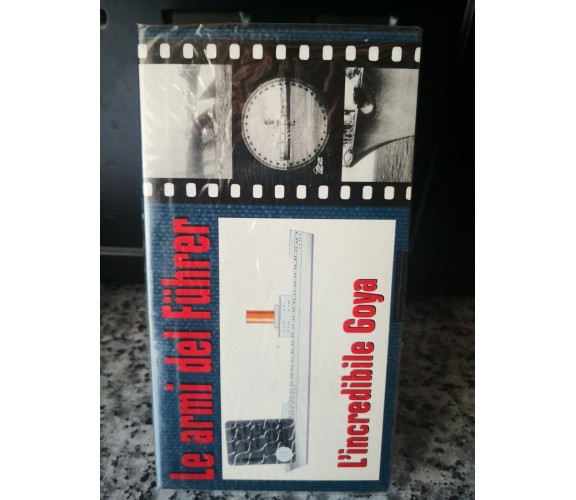 Le armi del Führer
L'incredibile Goya